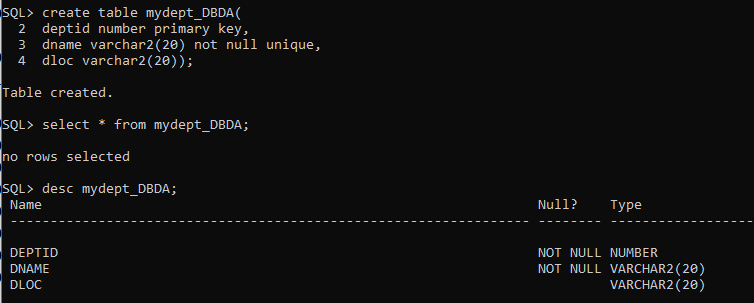 SQL> create table mydept_DBDA(
  2  deptid number primary key,
  3  dname varchar2(20) not null unique,
  4  dloc varchar2(20));
Table created.
SQL> select * from mydept_DBDA;
no rows selected
SQL> desc mydept_DBDA;
 Name                                                              Null?    Type
 ----------------------------------------------------------------- -------- ------------------
 DEPTID                                                            NOT NULL NUMBER
 DNAME                                                             NOT NULL VARCHAR2(20)
 DLOC                                                                       VARCHAR2(20)